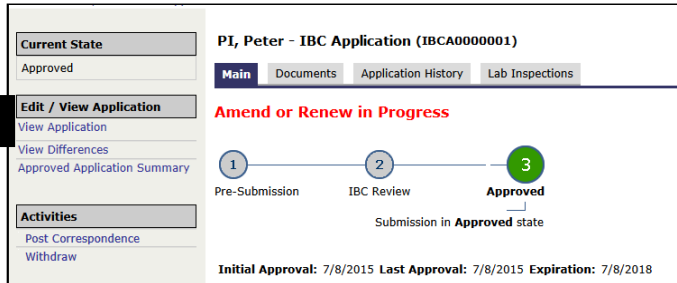 Current State
Approved
Edit / View Application
View Application
View Differences
Approved Application Summary
Activities
Post Correspondence
Withdraw
PI, Peter - IBC Application (IBCA0000001)
Main Documents Application History Lab Inspections
Amend or Renew in Progress
1 2 3
Pre-Submission IBC Review Approved
Submission in Approved state
Initial Approval: 7/8/2015 Last Approval: 7/8/2015 Expiration: 7/8/2018